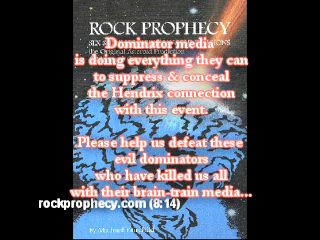 ROCK PROPHECY
Dominator media
is doing everything they can
to suppress & conceal
the Hendrix connection
with this event.
Please help us defeat these
evil dominators
who have killed us all
with their brain-train media...
rockprophecy.com (8:14)